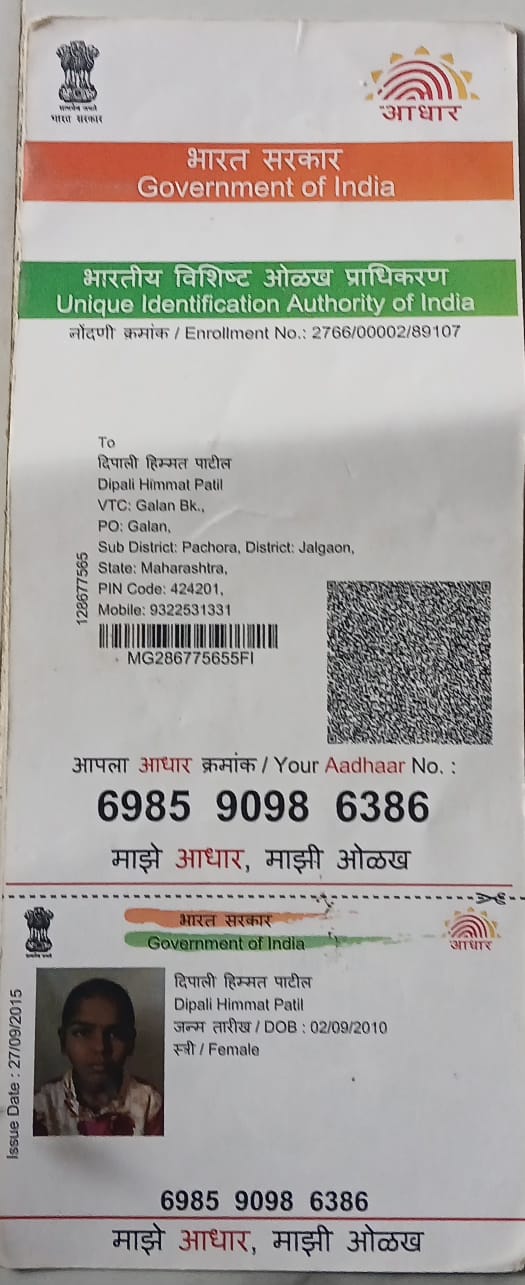 सत्यमेव जयते
भारत सरकार
आधार
भारत सरकार
Government of India
भारतीय विशिष्ट ओळख प्राधिकरण
Unique Identification Authority of India
नोंदणी क्रमांक / Enrollment No.: 2766/00002/89107
To
दिपाली हिम्मत पाटील
Dipali Himmat Patil
VTC: Galan Bk.,
PO: Galan,
Sub District: Pachora, District: Jalgaon,
State: Maharashtra,
PIN Code: 424201,
Mobile: 9322531331
128677565
MG286775655FI
आपला आधार क्रमांक / Your Aadhaar No. :
6985 9098 6386
माझे आधार, माझी ओळख
भारत सरकार
Government of India
आधार
दिपाली हिम्मत पाटील
Dipali Himmat Patil
जन्म तारीख / DOB : 02/09/2010
स्त्री / Female
Issue Date : 27/09/2015
6985 9098 6386
माझे आधार, माझी ओळख